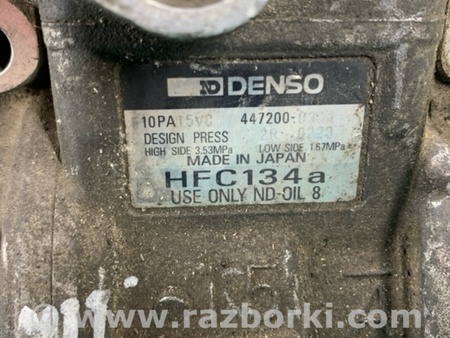 ND DENSO
10PA15VC 447200-
DESIGN PRESS
HIGH SIDE 3.53MPa LOW SIDE 1.67MPa
MADE IN JAPAN
HFC134a
USE ONLY ND-OIL 8
www.razborki.com